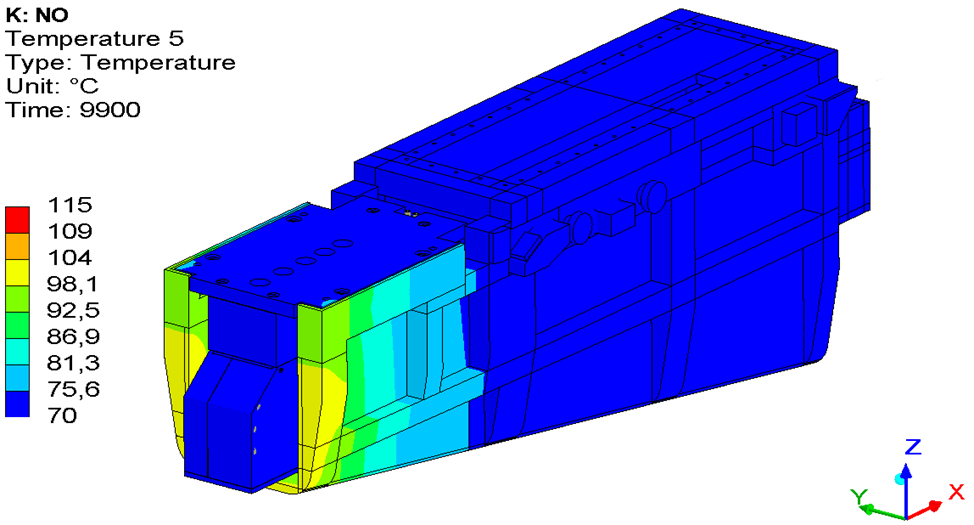 K: NO
Temperature 5
Type: Temperature
Unit: °C
Time: 9900
115
109
104
98,1
92,5
86,9
81,3
75,6
70
Z
Y
X